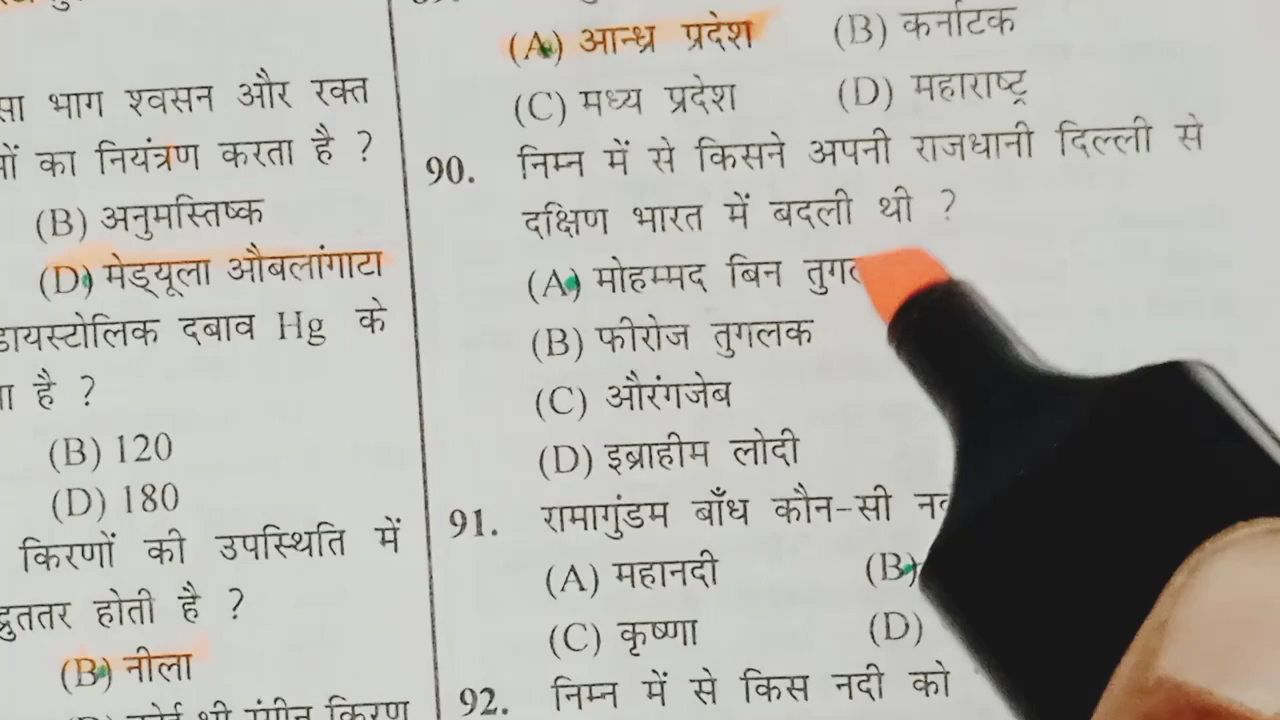 सा भाग श्वसन और रक्त
ओं का नियंत्रण करता है ?
(B) अनुमस्तिष्क
(D) मेड्यूला औबलांगाटा
डायस्टोलिक दबाव Hg के
है ?
(B) 120
(D) 180
किरणों की उपस्थिति में
द्रुततर होती है ?
(B) नीला
(A) आन्ध्र प्रदेश (B) कर्नाटक
(C) मध्य प्रदेश (D) महाराष्ट्र
90. निम्न में से किसने अपनी राजधानी दिल्ली से
दक्षिण भारत में बदली थी ?
(A) मोहम्मद बिन
(B) फीरोज तुगलक
(C) औरंगजेब
(D) इब्राहीम लोदी
91. रामागुंडम बाँध कौन-सी
(A) महानदी (B)
(C) कृष्णा (D)
92. निम्न में से किस नदी को